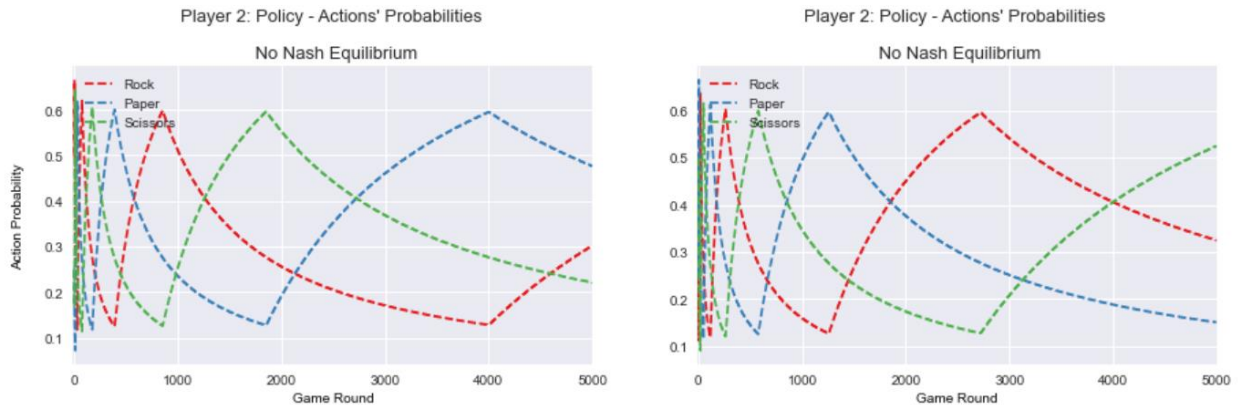 Player 2: Policy - Actions' Probabilities
No Nash Equilibrium
Rock
Paper
Scissors
0.6
0.5
0.4
0.3
0.2
0.1
Action Probability
0 1000 2000 3000 4000 5000
Game Round
Player 2: Policy - Actions' Probabilities
No Nash Equilibrium
Rock
Paper
Scissors
0.6
0.5
0.4
0.3
0.2
0.1
0 1000 2000 3000 4000 5000
Game Round